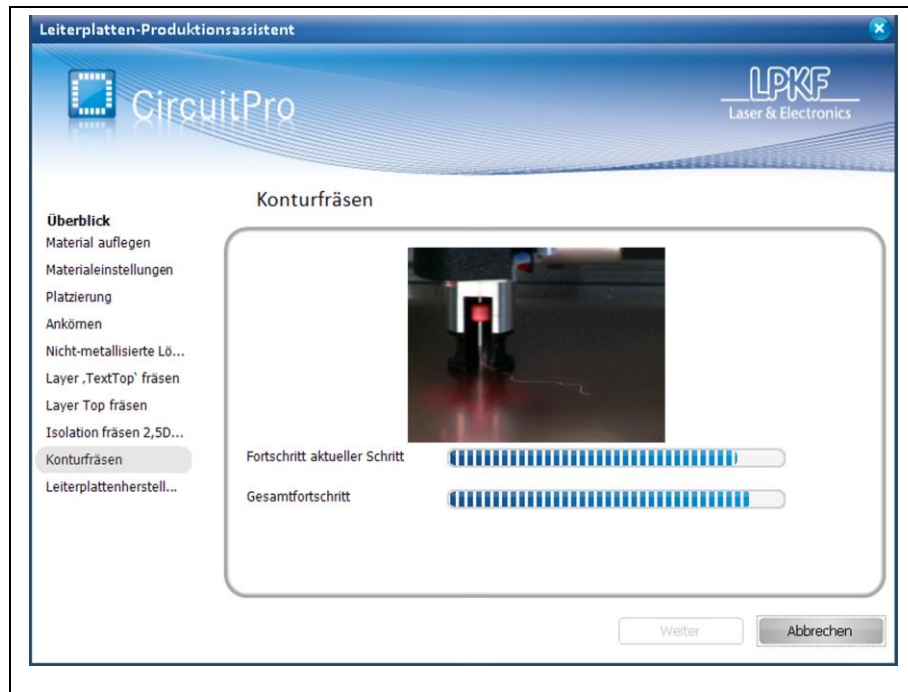 Leiterplatten-Produktionsassistent
CircuitPro
LPKF
Laser & Electronics
Konturfräsen
Überblick
Material auflegen
Materialeinstellungen
Platzierung
Ankörnen
Nicht-metallisierte Lö...
Layer ‚TextTop‘ fräsen
Layer Top fräsen
Isolation fräsen 2,5D...
Konturfräsen
Leiterplattenherstell...
Fortschritt aktueller Schritt
Gesamtfortschritt
Weiter
Abbrechen